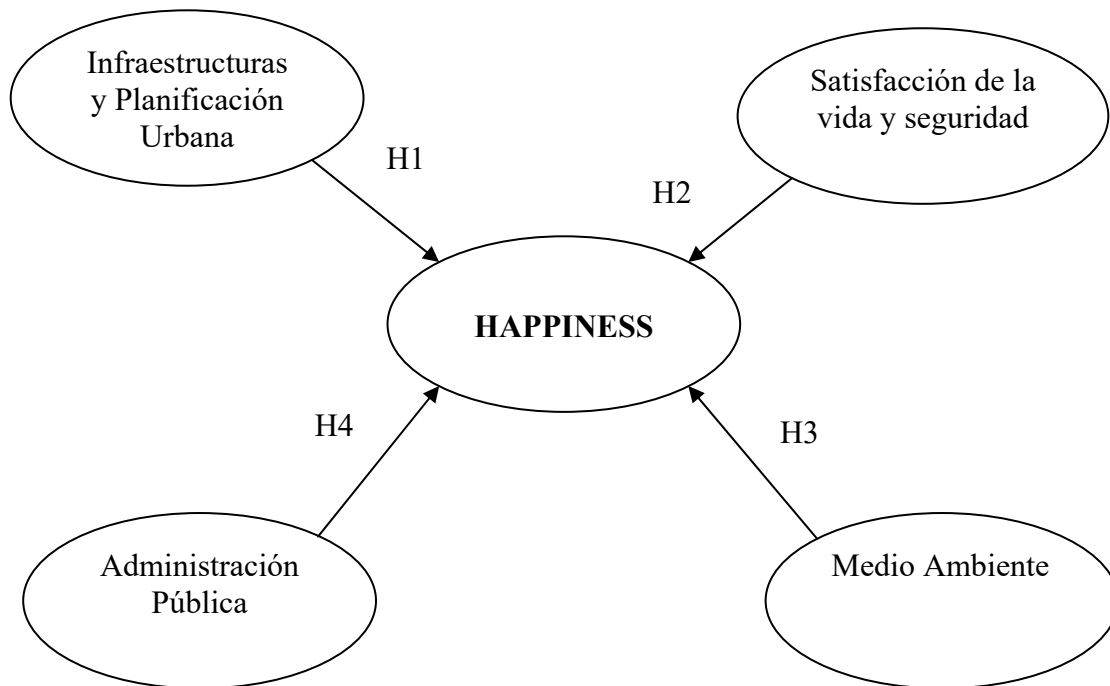 Infraestructuras
y Planificación
Urbana
Satisfacción de la
vida y seguridad
H1
H2
HAPPINESS
H4
H3
Administración
Pública
Medio Ambiente